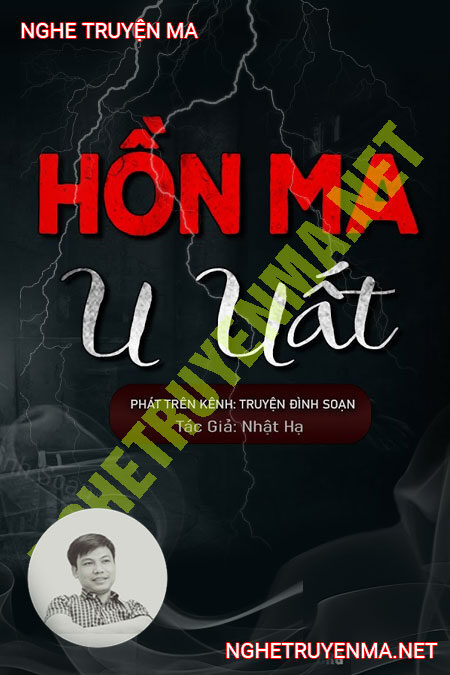 NGHE TRUYỆN MA
HỒN MA
U Uất
PHÁT TRÊN KÊNH: TRUYỆN ĐÌNH SOẠN
Tác Giả: Nhật Hạ
NGHETRUYENMA.NET
NGHETRUYENMA.NET